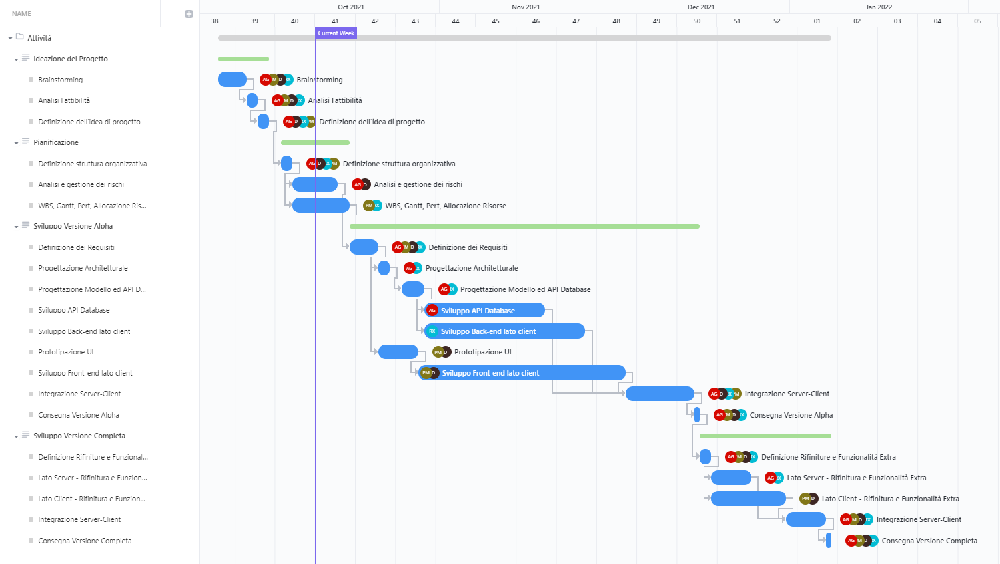 NAME
Oct 2021 Nov 2021 Dec 2021 Jan 2022
38 39 40 41 42 43 44 45 46 47 48 49 50 51 52 01 02 03 04 05
Current Week
Attività
Ideazione del Progetto
Brainstorming AG PM D RX Brainstorming
Analisi Fattibilità AG M D RX Analisi Fattibilità
Definizione dell'idea di progetto AG D RX PM Definizione dell'idea di progetto
Pianificazione
Definizione struttura organizzativa AG D RX PM Definizione struttura organizzativa
Analisi e gestione dei rischi AG D Analisi e gestione dei rischi
WBS, Gantt, Pert, Allocazione Ris... PM RX WBS, Gantt, Pert, Allocazione Risorse
Sviluppo Versione Alpha
Definizione dei Requisiti AG PM D RX Definizione dei Requisiti
Progettazione Architetturale AG RX Progettazione Architetturale
Progettazione Modello ed API D... AG RX Progettazione Modello ed API Database
Sviluppo API Database AG Sviluppo API Database
Sviluppo Back-end lato client RX Sviluppo Back-end lato client
Prototipazione UI PM D Prototipazione UI
Sviluppo Front-end lato client PM D Sviluppo Front-end lato client
Integrazione Server-Client AG D RX PM Integrazione Server-Client
Consegna Versione Alpha AG M D RX Consegna Versione Alpha
Sviluppo Versione Completa
Definizione Rifiniture e Funzional... AG M D RX Definizione Rifiniture e Funzionalità Extra
Lato Server - Rifinitura e Funzion... AG RX Lato Server - Rifinitura e Funzionalità Extra
Lato Client - Rifinitura e Funzion... PM D Lato Client - Rifinitura e Funzionalità Extra
Integrazione Server-Client AG M D RX Integrazione Server-Client
Consegna Versione Completa AG M D RX Consegna Versione Completa